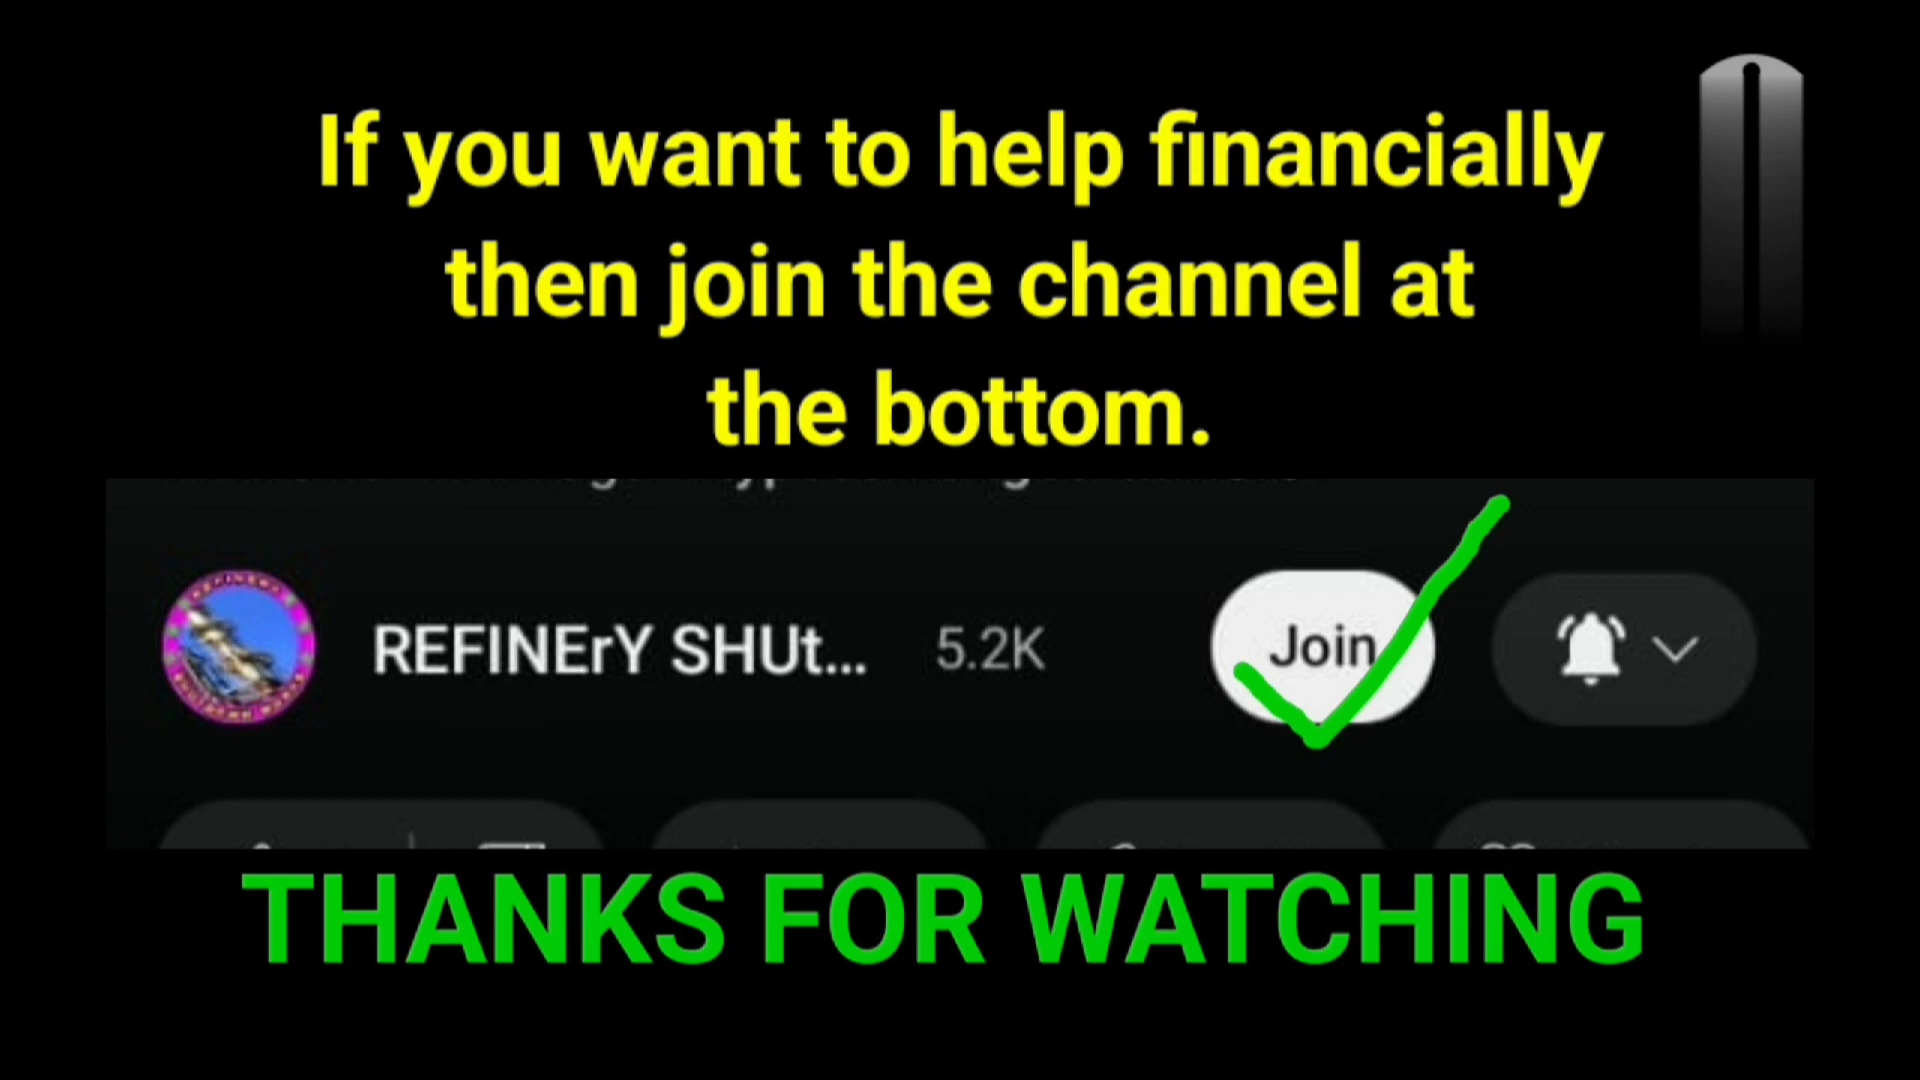 If you want to help financially
then join the channel at
the bottom.
REFINErY SHUt... 5.2K Join
THANKS FOR WATCHING